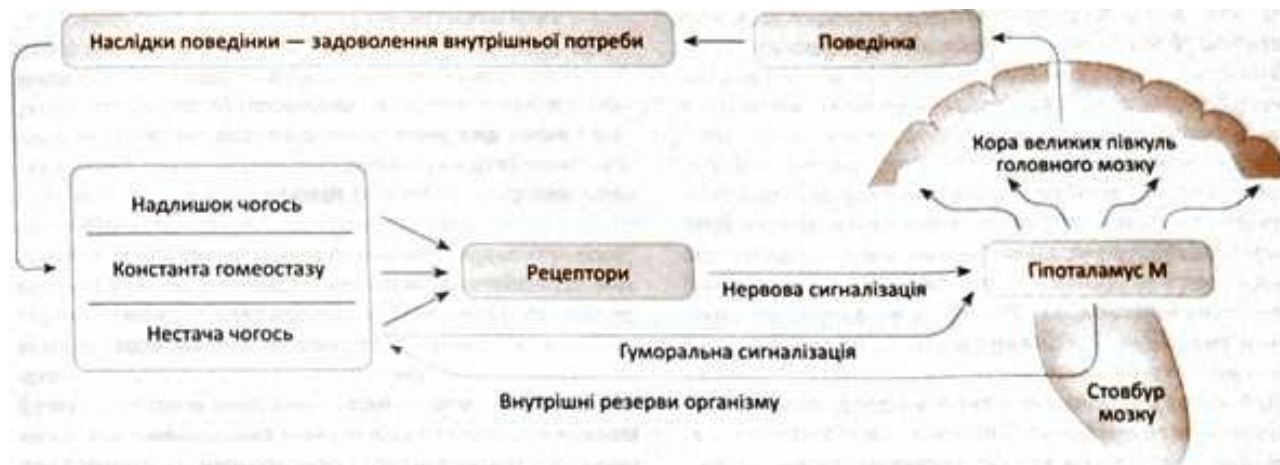 Наслідки поведінки — задоволення внутрішньої потреби
Поведінка
Кора великих півкуль
головного мозку
Надлишок чогось
Константа гомеостазу
Нестача чогось
Рецептори
Нервова сигналізація
Гіпоталамус М
Гуморальна сигналізація
Внутрішні резерви організму
Стовбур
мозку